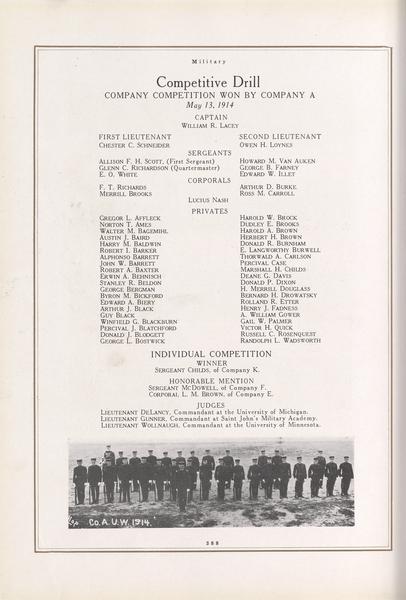 Military
Competitive Drill
COMPANY COMPETITION WON BY COMPANY A
May 13, 1914
CAPTAIN
William R. Lacey
FIRST LIEUTENANT SECOND LIEUTENANT
Chester C. Schneider Owen H. Loynes
SERGEANTS
Allison F. H. Scott, (First Sergeant) Howard M. Van Auken
Glenn C. Richardson (Quartermaster) George B. Farney
E. O. White Edward W. Illet
CORPORALS
F. T. Richards Arthur D. Burke
Merrill Brooks Ross M. Carroll
Lucius Nash
PRIVATES
Gregor L. Affleck Harold W. Brock
Norton T. Ames Dudley E. Brooks
Walter M. Bagemihl Harold A. Brown
Austin J. Baird Herbert H. Brown
Harry M. Baldwin Donald R. Burnham
Robert J. Barker E. Langworthy Burwell
Alphonso Barrett Thorwald A. Carlson
John W. Barrett Percival Case
Robert A. Baxter Marshall H. Childs
Erwin A. Behnisch Deane G. Davis
Stanley R. Beldon Donald P. Dixon
George Bergman H. Merrill Douglass
Byron M. Bickford Bernard H. Drowatsky
Edward A. Biery Rolland R. Etter
Arthur J. Black Henry J. Fadness
Guy Black A. William Gower
Winfield G. Blackburn Gail W. Palmer
Percival J. Blatchford Victor H. Quick
Donald J. Blodgett Russell C. Rosenquest
George L. Bostwick Randolph L. Wadsworth
INDIVIDUAL COMPETITION
WINNER
Sergeant Childs, of Company K.
HONORABLE MENTION
Sergeant McDowell, of Company F.
Corporal L. M. Brown, of Company E.
JUDGES
Lieutenant DeLancy, Commandant at the University of Michigan.
Lieutenant Gunner, Commandant at Saint John's Military Academy.
Lieutenant Wollnaugh, Commandant at the University of Minnesota.
Co. A. U.W. 1914.
388